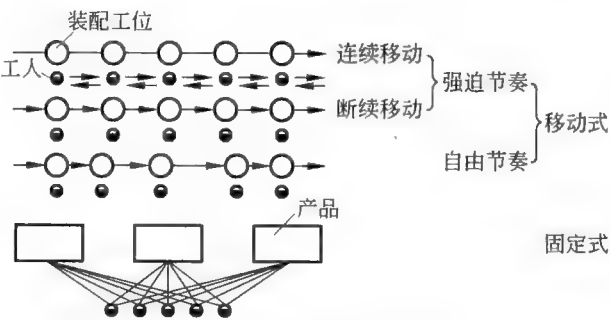 装配工位
工人
连续移动
强迫节奏
断续移动
移动式
自由节奏
产品
固定式